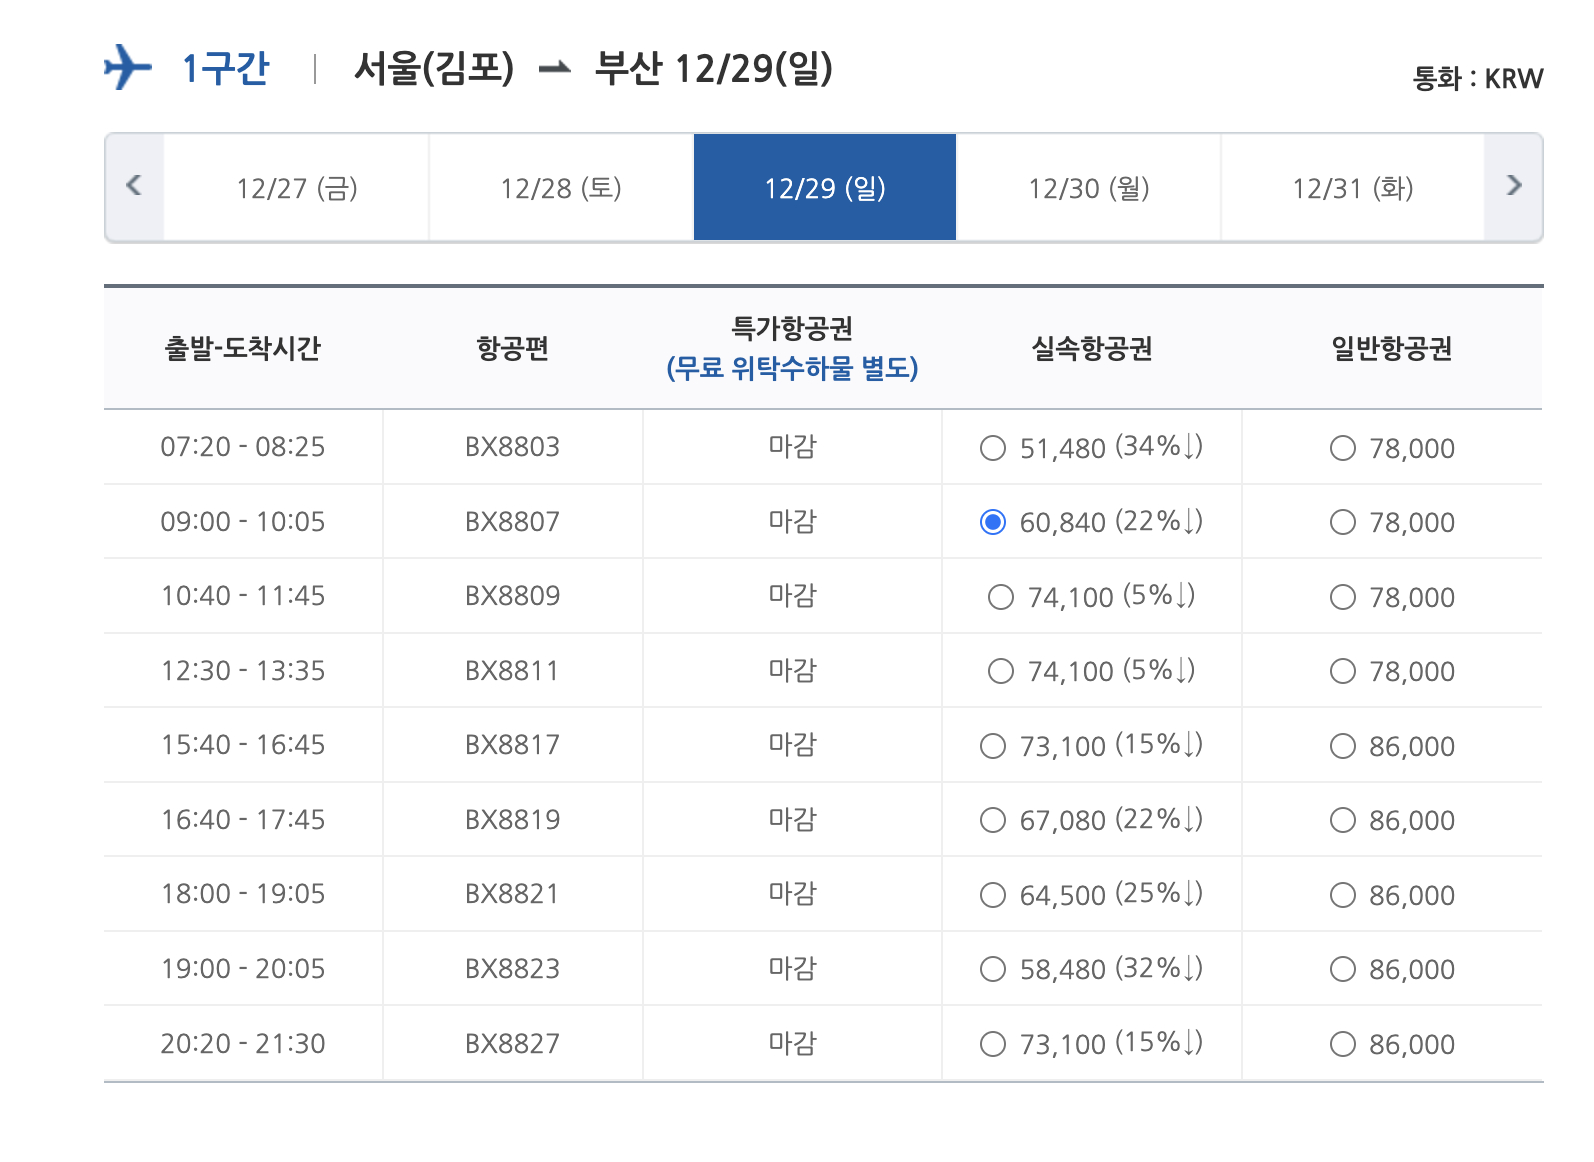 1구간 | 서울(김포) → 부산 12/29(일)
통화 : KRW
12/27 (금) 12/28 (토) 12/29 (일) 12/30 (월) 12/31 (화)
출발-도착시간 항공편 특가항공권 실속항공권 일반항공권
(무료 위탁수하물 별도)
07:20 - 08:25 BX8803 마감 51,480 (34%↓) 78,000
09:00 - 10:05 BX8807 마감 60,840 (22%↓) 78,000
10:40 - 11:45 BX8809 마감 74,100 (5%↓) 78,000
12:30 - 13:35 BX8811 마감 74,100 (5%↓) 78,000
15:40 - 16:45 BX8817 마감 73,100 (15%↓) 86,000
16:40 - 17:45 BX8819 마감 67,080 (22%↓) 86,000
18:00 - 19:05 BX8821 마감 64,500 (25%↓) 86,000
19:00 - 20:05 BX8823 마감 58,480 (32%↓) 86,000
20:20 - 21:30 BX8827 마감 73,100 (15%↓) 86,000